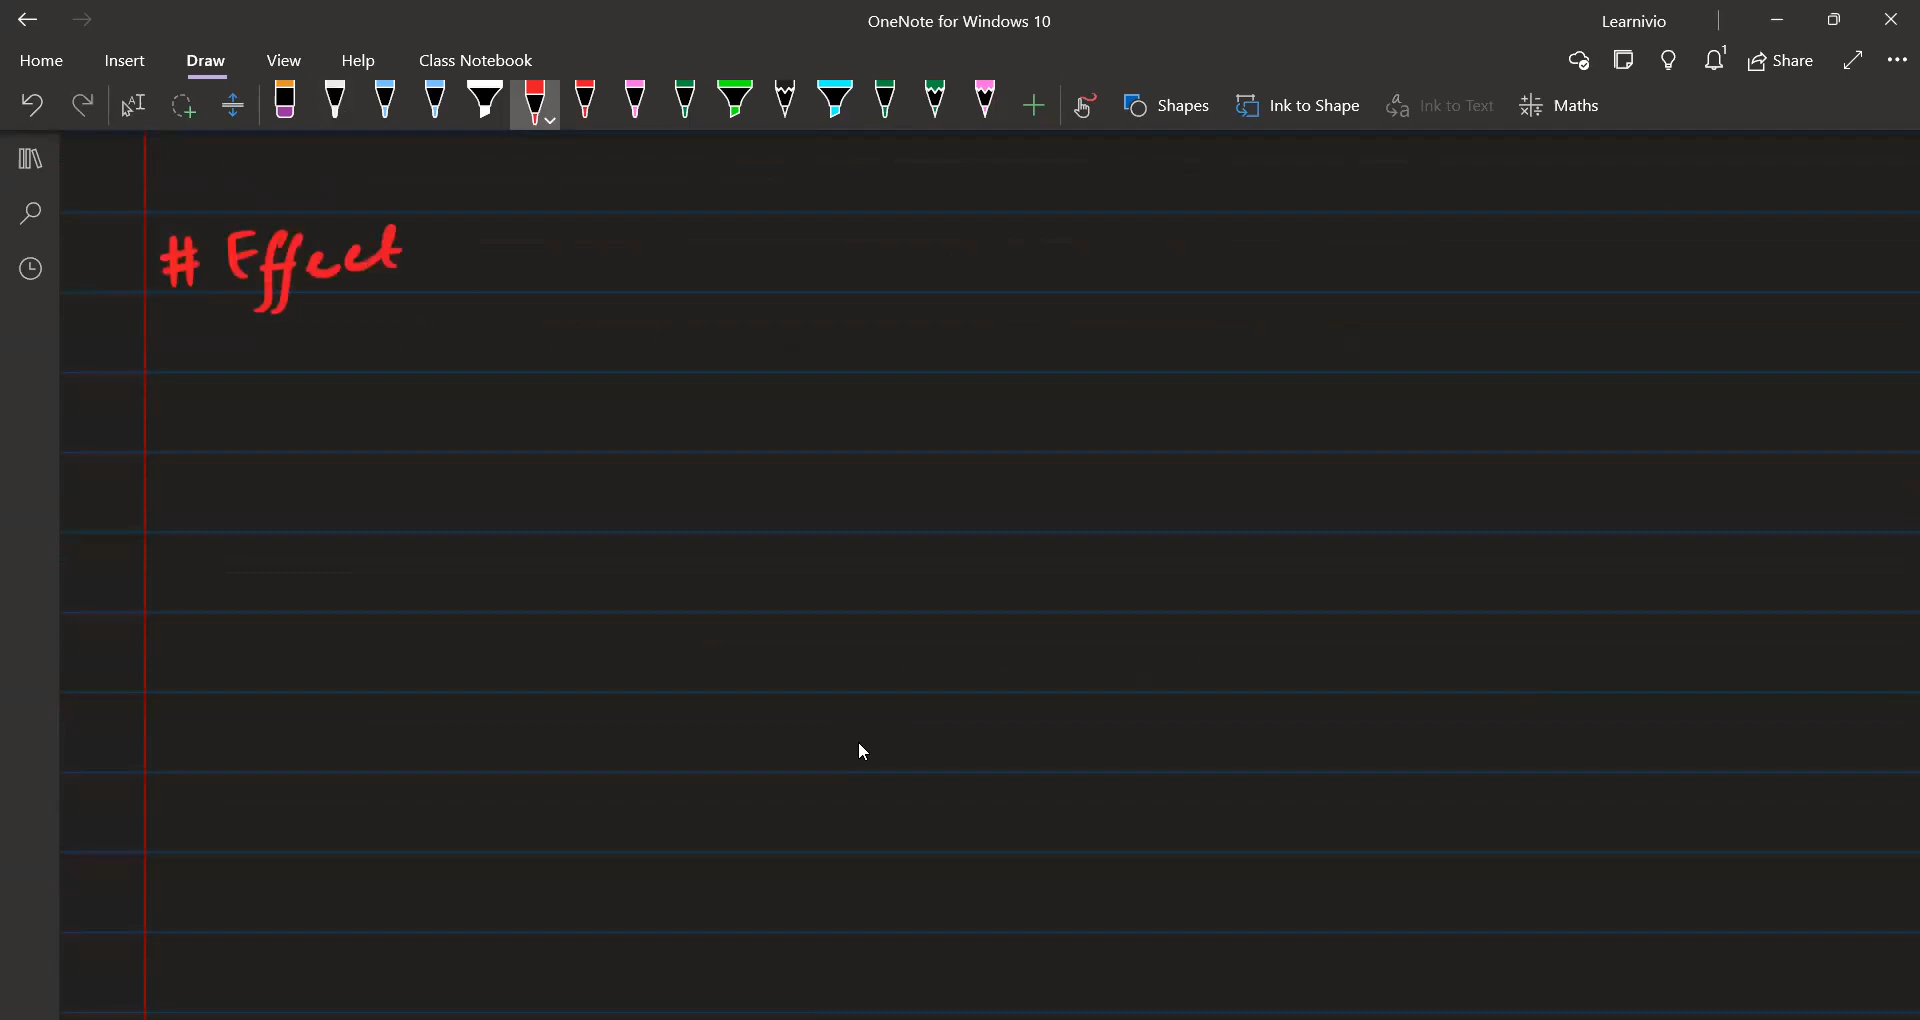 OneNote for Windows 10
Learnivio
Home Insert Draw View Help Class Notebook
1
Share
Shapes Ink to Shape Ink to Text Maths
# Effect